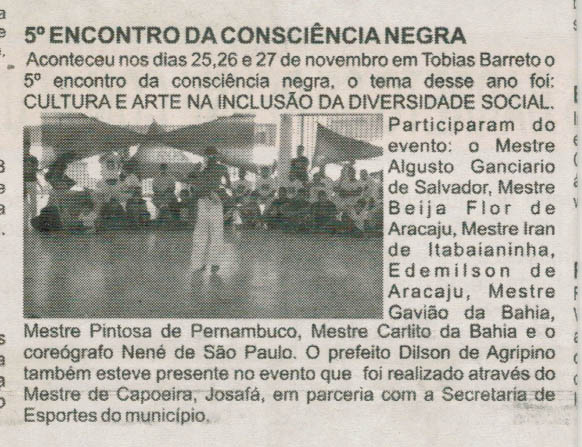 5º ENCONTRO DA CONSCIÊNCIA NEGRA
Aconteceu nos dias 25,26 e 27 de novembro em Tobias Barreto o
5º encontro da consciência negra, o tema desse ano foi:
CULTURA E ARTE NA INCLUSÃO DA DIVERSIDADE SOCIAL.
Participaram do
evento: o Mestre
Algusto Ganciario
de Salvador, Mestre
Beija Flor de
Aracaju, Mestre Iran
de Itabaianinha,
Edemilson de
Aracaju, Mestre
Gavião da Bahia,
Mestre Pintosa de Pernambuco, Mestre Carlito da Bahia e o
coreógrafo Nené de São Paulo. O prefeito Dilson de Agripino
também esteve presente no evento que foi realizado através do
Mestre de Capoeira, Josafá, em parceria com a Secretaria de
Esportes do município.